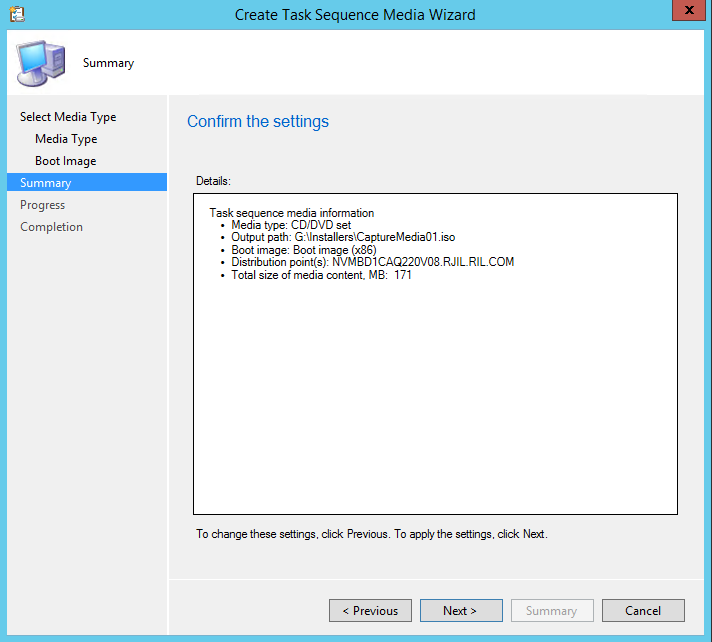 Create Task Sequence Media Wizard
x
Summary
Select Media Type
Media Type
Boot Image
Summary
Progress
Completion
Confirm the settings
Details:
Task sequence media information
• Media type: CD/DVD set
• Output path: G:\Installers\CaptureMedia01.iso
• Boot image: Boot image (x86)
• Distribution point(s): NVMBD1CAQ220V08.RJIL.RIL.COM
• Total size of media content, MB:  171
To change these settings, click Previous. To apply the settings, click Next.
< Previous
Next >
Summary
Cancel